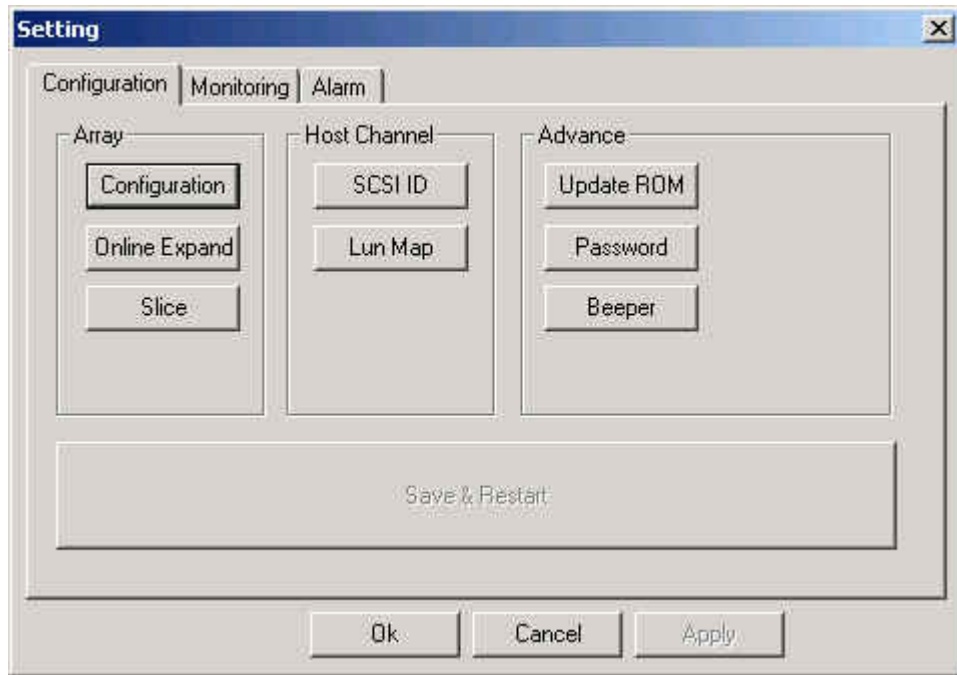 Setting
Configuration Monitoring Alarm
Array Host Channel Advance
Configuration SCSI ID Update ROM
Online Expand Lun Map Password
Slice Beeper
Save & Restart
Ok Cancel Apply